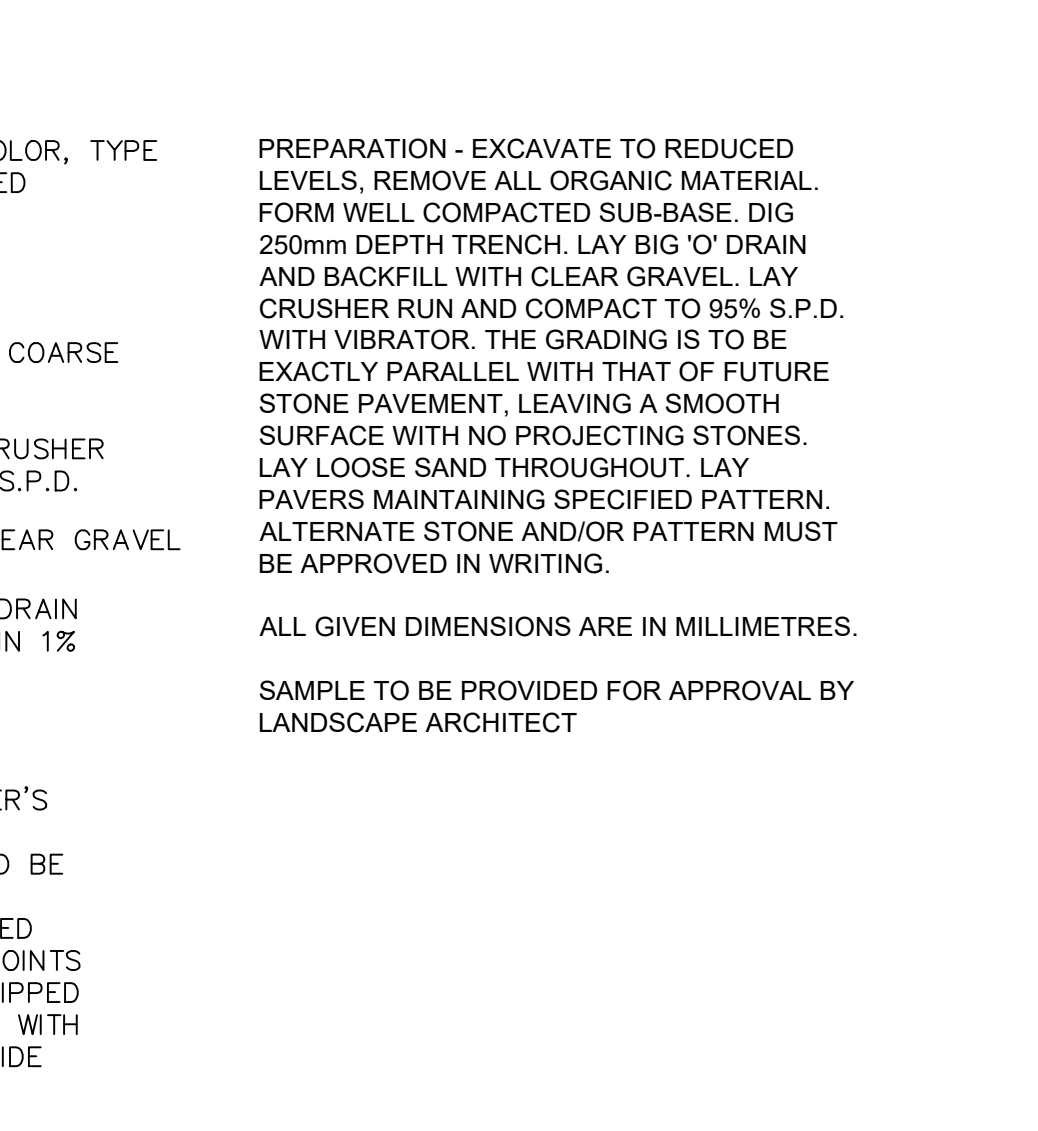 OLOR, TYPE
ED
COARSE
RUSHER
S.P.D.
EAR GRAVEL
DRAIN
IN 1%
ER'S
O BE
ED
OINTS
IPPED
WITH
IDE
PREPARATION - EXCAVATE TO REDUCED
LEVELS, REMOVE ALL ORGANIC MATERIAL.
FORM WELL COMPACTED SUB-BASE. DIG
250mm DEPTH TRENCH. LAY BIG 'O' DRAIN
AND BACKFILL WITH CLEAR GRAVEL. LAY
CRUSHER RUN AND COMPACT TO 95% S.P.D.
WITH VIBRATOR. THE GRADING IS TO BE
EXACTLY PARALLEL WITH THAT OF FUTURE
STONE PAVEMENT, LEAVING A SMOOTH
SURFACE WITH NO PROJECTING STONES.
LAY LOOSE SAND THROUGHOUT. LAY
PAVERS MAINTAINING SPECIFIED PATTERN.
ALTERNATE STONE AND/OR PATTERN MUST
BE APPROVED IN WRITING.
ALL GIVEN DIMENSIONS ARE IN MILLIMETRES.
SAMPLE TO BE PROVIDED FOR APPROVAL BY
LANDSCAPE ARCHITECT